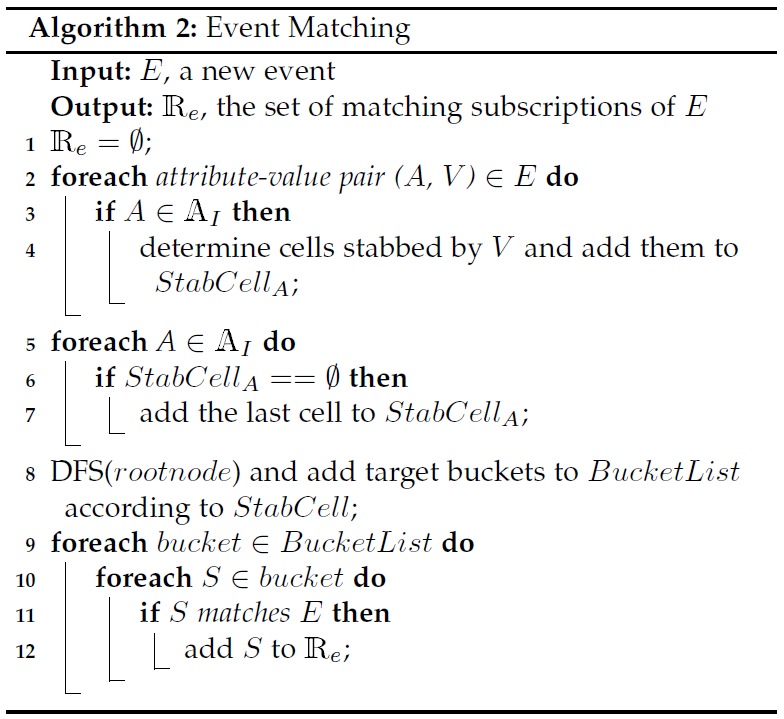 Algorithm 2: Event Matching
Input: E, a new event
Output: ℝₑ, the set of matching subscriptions of E
1 ℝₑ = ∅;
2 foreach attribute-value pair (A, V) ∈ E do
3 if A ∈ 𝔸_I then
4 determine cells stabbed by V and add them to
StabCell_A;
5 foreach A ∈ 𝔸_I do
6 if StabCell_A == ∅ then
7 add the last cell to StabCell_A;
8 DFS(rootnode) and add target buckets to BucketList
according to StabCell;
9 foreach bucket ∈ BucketList do
10 foreach S ∈ bucket do
11 if S matches E then
12 add S to ℝₑ;